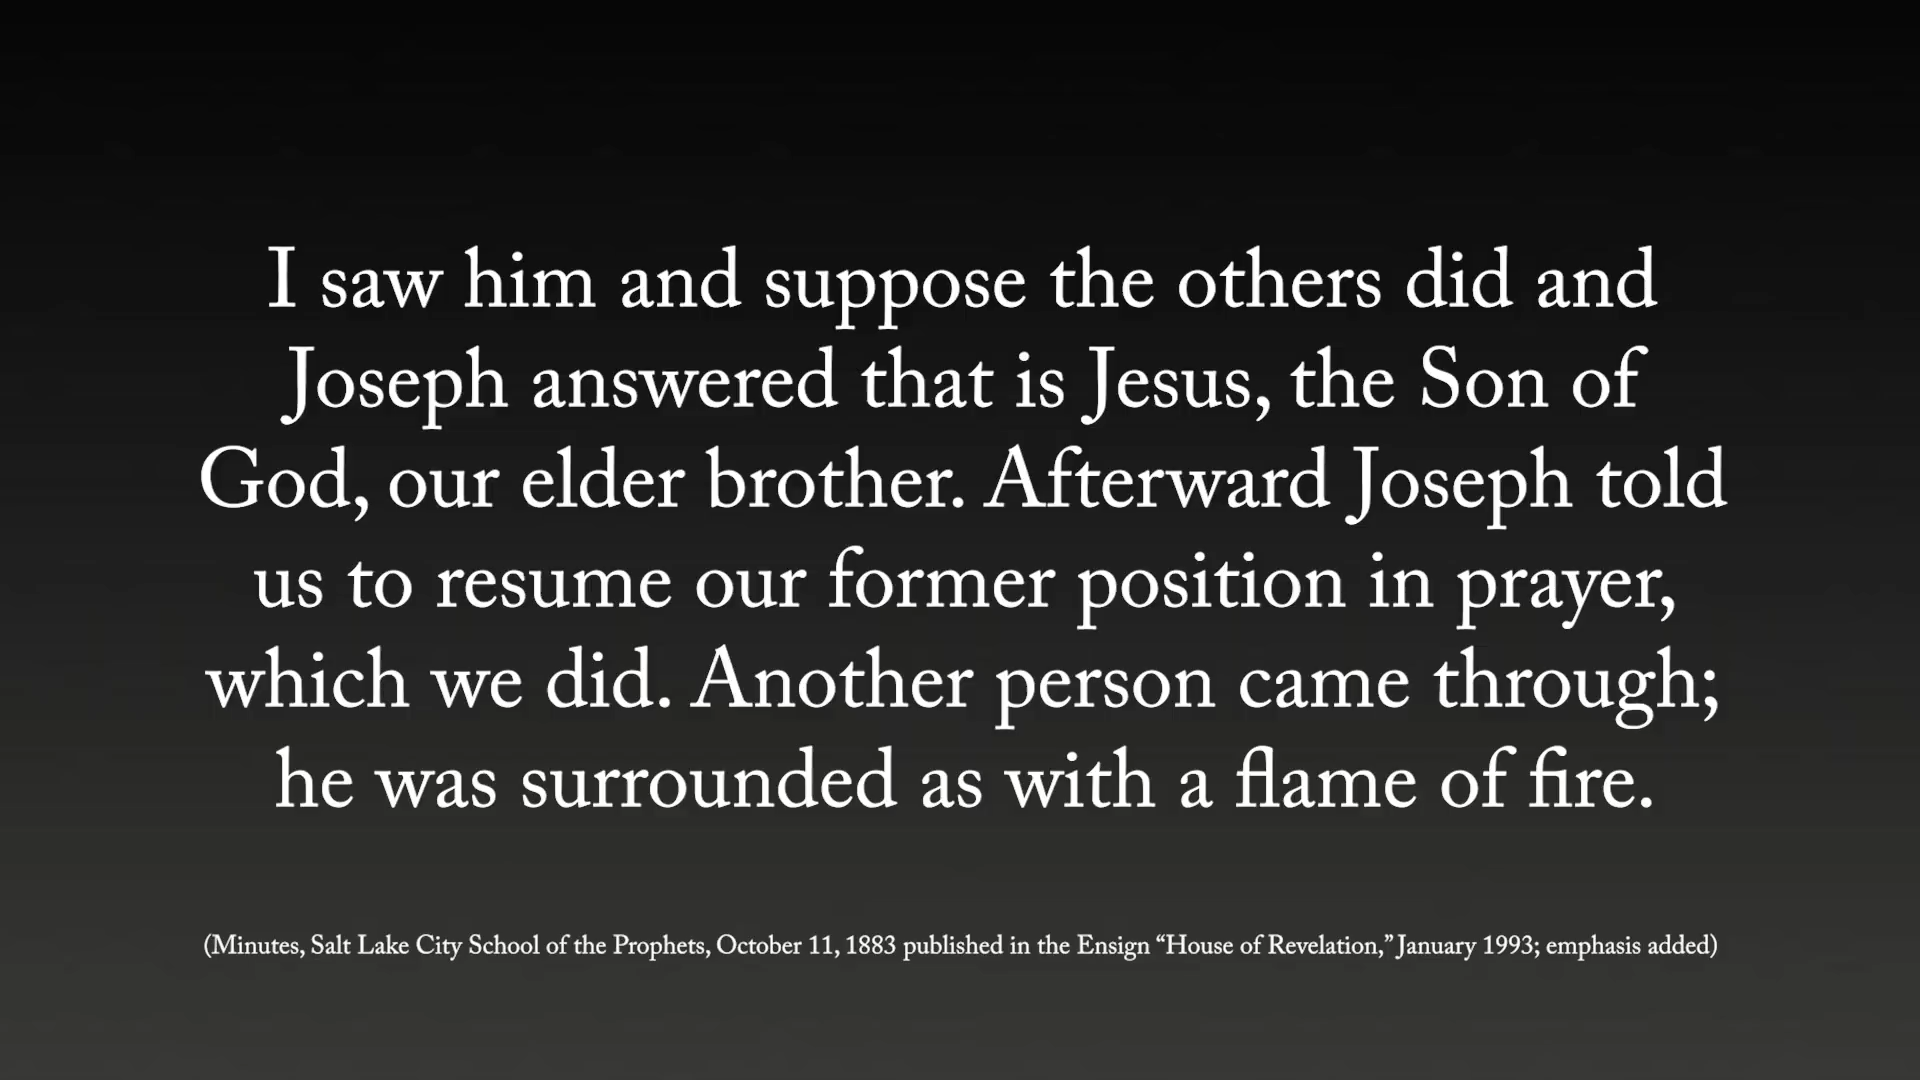 I saw him and suppose the others did and
Joseph answered that is Jesus, the Son of
God, our elder brother. Afterward Joseph told
us to resume our former position in prayer,
which we did. Another person came through;
he was surrounded as with a flame of fire.
(Minutes, Salt Lake City School of the Prophets, October 11, 1883 published in the Ensign “House of Revelation,” January 1993; emphasis added)